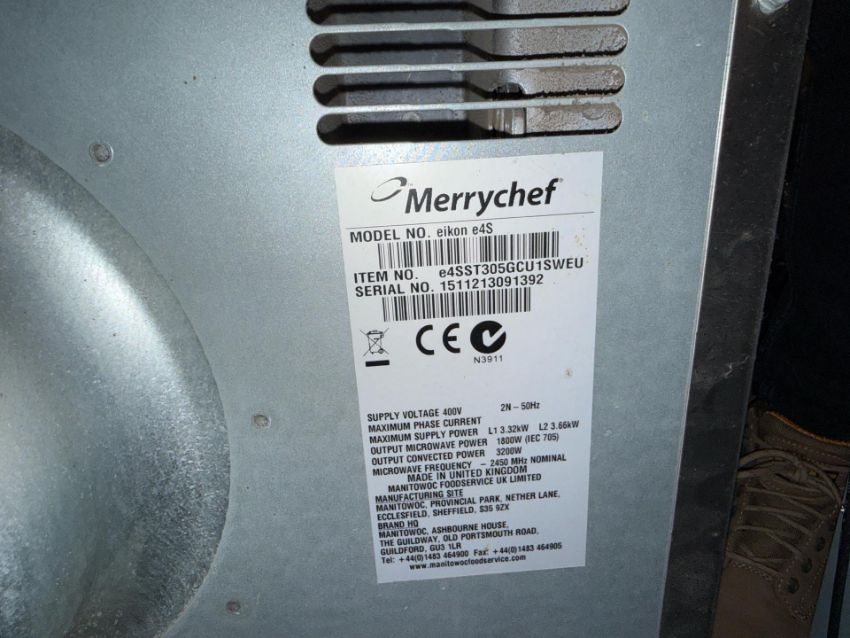 Merrychef
MODEL NO. eikon e4S
ITEM NO. e4SST305GCU1SWEU
SERIAL NO. 1511213091392
CE
N3911
SUPPLY VOLTAGE 400V 2N~50Hz
MAXIMUM PHASE CURRENT
MAXIMUM SUPPLY POWER L1 3.32kW L2 3.66kW
OUTPUT MICROWAVE POWER 1800W (IEC 705)
OUTPUT CONVECTED POWER 3200W
MICROWAVE FREQUENCY – 2450 MHz NOMINAL
MADE IN UNITED KINGDOM
MANITOWOC FOODSERVICE UK LIMITED
MANUFACTURING SITE
MANITOWOC, PROVINCIAL PARK, NETHER LANE,
ECCLESFIELD, SHEFFIELD, S35 9ZX
BRAND HQ
MANITOWOC, ASHBOURNE HOUSE,
THE GUILDWAY, OLD PORTSMOUTH ROAD,
GUILDFORD, GU3 1LR
Tel: +44(0)1483 464900 Fax: +44(0)1483 464905
www.manitowocfoodservice.com